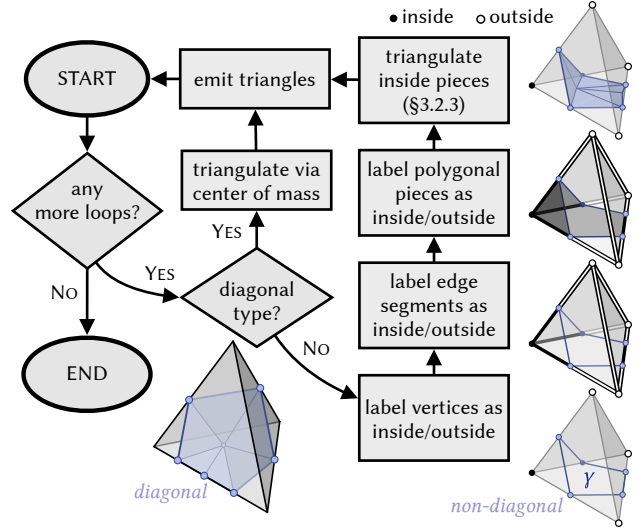 inside
outside
START
emit triangles
triangulate
inside pieces
(§3.2.3)
any
more loops?
triangulate via
center of mass
label polygonal
pieces as
inside/outside
YES
NO
YES
diagonal
type?
label edge
segments as
inside/outside
NO
END
label vertices as
inside/outside
diagonal
γ
non-diagonal